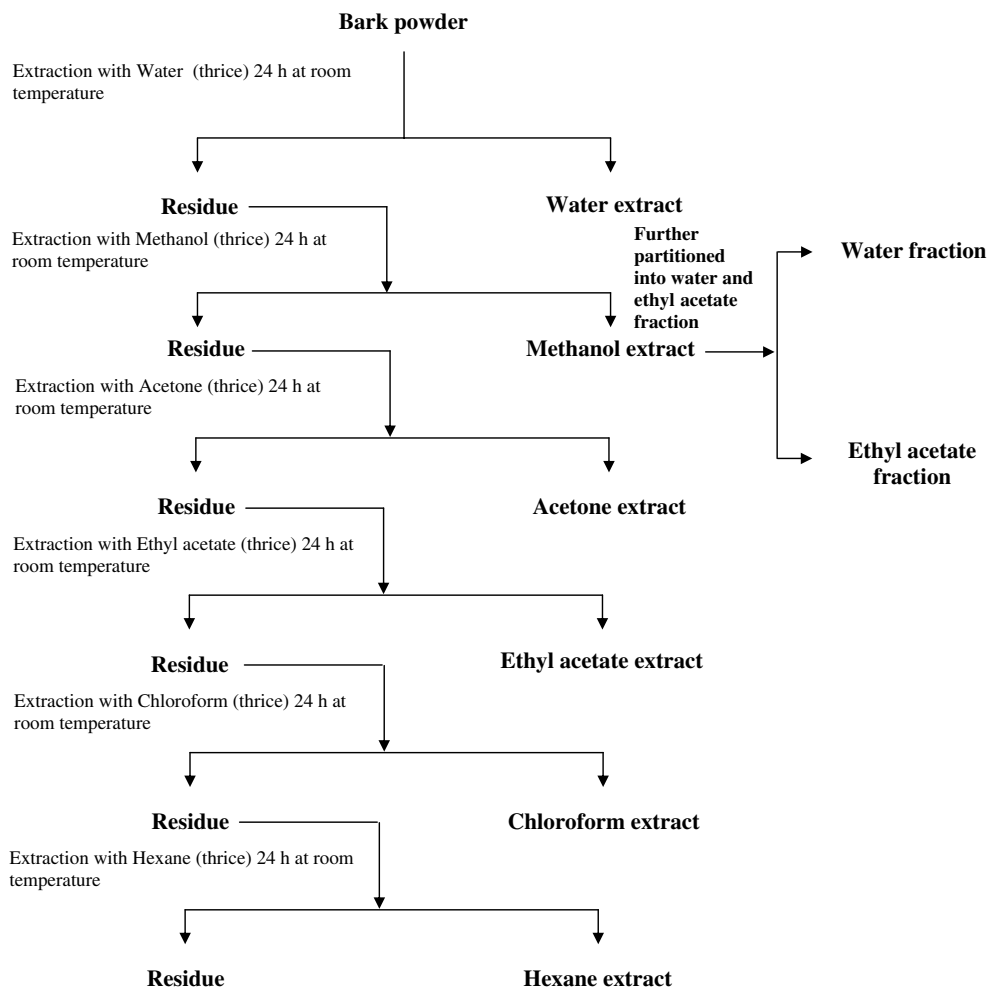 Bark powder
Extraction with Water (thrice) 24 h at room
temperature
Residue
Water extract
Extraction with Methanol (thrice) 24 h at
room temperature
Further
partitioned
into water and
ethyl acetate
fraction
Water fraction
Residue
Methanol extract
Extraction with Acetone (thrice) 24 h at
room temperature
Ethyl acetate
fraction
Residue
Acetone extract
Extraction with Ethyl acetate (thrice) 24 h at
room temperature
Residue
Ethyl acetate extract
Extraction with Chloroform (thrice) 24 h at
room temperature
Residue
Chloroform extract
Extraction with Hexane (thrice) 24 h at room
temperature
Residue
Hexane extract